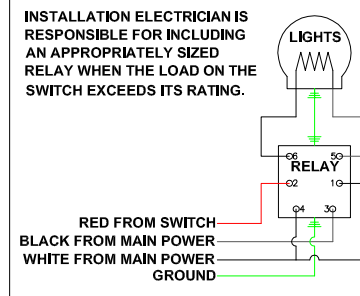 INSTALLATION ELECTRICIAN IS
RESPONSIBLE FOR INCLUDING
AN APPROPRIATELY SIZED
RELAY WHEN THE LOAD ON THE
SWITCH EXCEEDS ITS RATING.
LIGHTS
6 5
RELAY
2 1
4 3
RED FROM SWITCH
BLACK FROM MAIN POWER
WHITE FROM MAIN POWER
GROUND